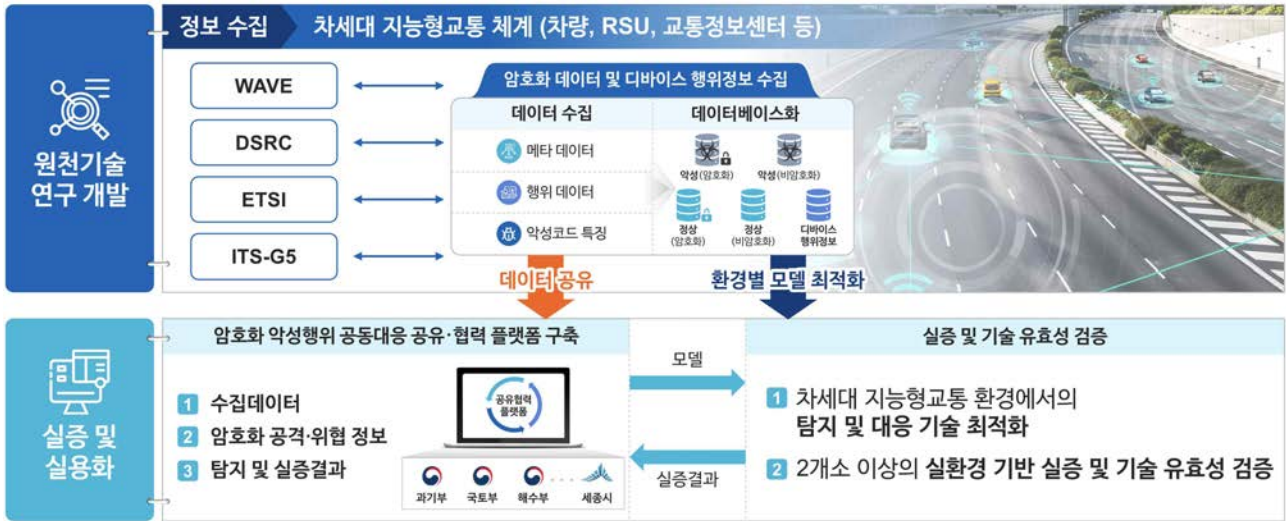 정보 수집
차세대 지능형교통 체계 (차량, RSU, 교통정보센터 등)
원천기술
연구 개발
WAVE
DSRC
ETSI
ITS-G5
암호화 데이터 및 디바이스 행위정보 수집
데이터 수집
데이터베이스화
메타 데이터
행위 데이터
악성코드 특징
악성(암호화)
악성(비암호화)
정상
(암호화)
정상
(비암호화)
디바이스
행위정보
데이터 공유
환경별 모델 최적화
실증 및
실용화
암호화 악성행위 공동대응 공유·협력 플랫폼 구축
1 수집데이터
2 암호화 공격·위협 정보
3 탐지 및 실증결과
공유협력
플랫폼
과기부
국토부
해수부
세종시
모델
실증결과
실증 및 기술 유효성 검증
1 차세대 지능형교통 환경에서의
탐지 및 대응 기술 최적화
2 2개소 이상의 실환경 기반 실증 및 기술 유효성 검증